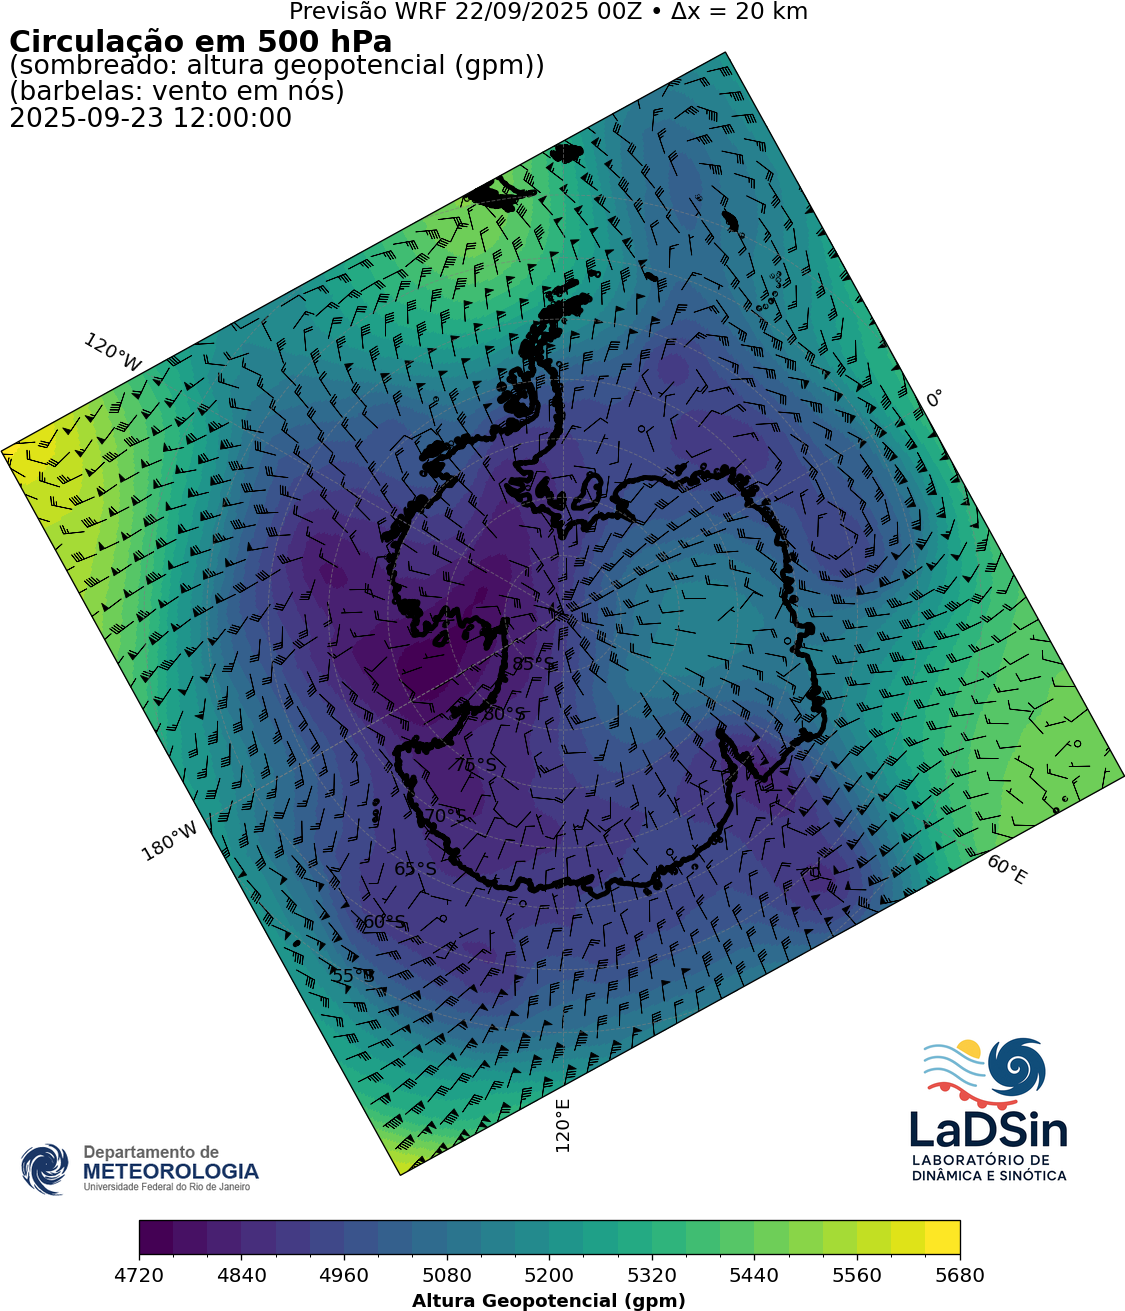 Previsão WRF 22/09/2025 00Z • Δx = 20 km
Circulação em 500 hPa
(sombreado: altura geopotencial (gpm))
(barbelas: vento em nós)
2025-09-23 12:00:00
120°W
0°
85°S
80°S
75°S
70°S
65°S
60°S
55°S
180°W
60°E
120°E
Departamento de
METEOROLOGIA
Universidade Federal do Rio de Janeiro
LaDSin
LABORATÓRIO DE
DINÂMICA E SINÓTICA
4720 4840 4960 5080 5200 5320 5440 5560 5680
Altura Geopotencial (gpm)